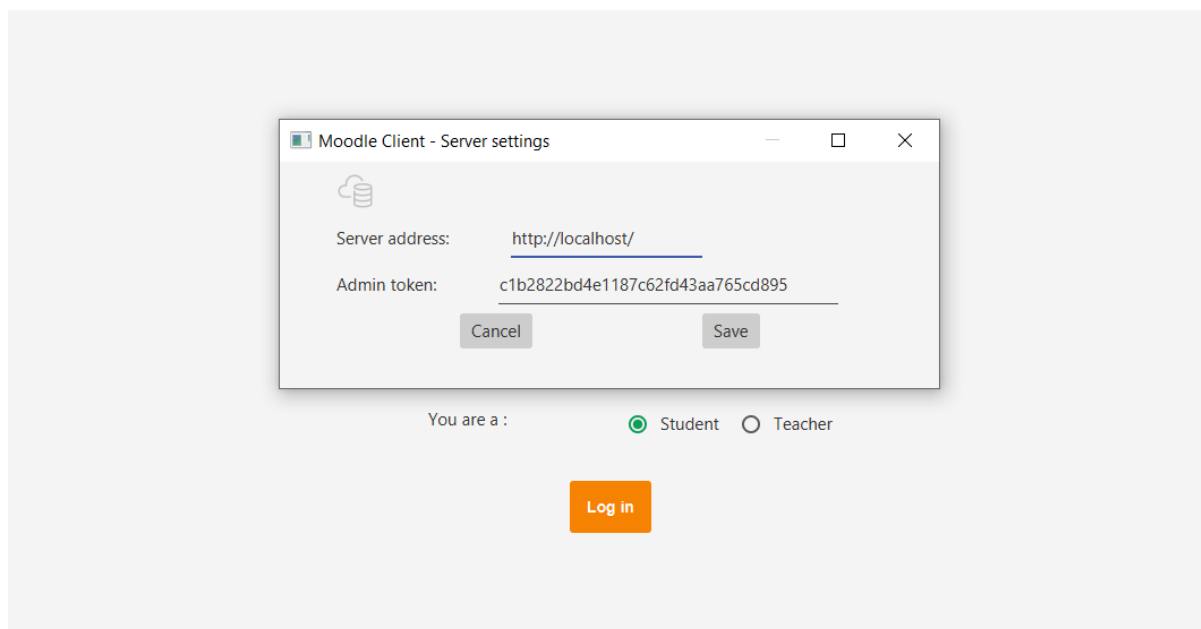 Moodle Client - Server settings
Server address: http://localhost/
Admin token: c1b2822bd4e1187c62fd43aa765cd895
Cancel Save
You are a : Student Teacher
Log in